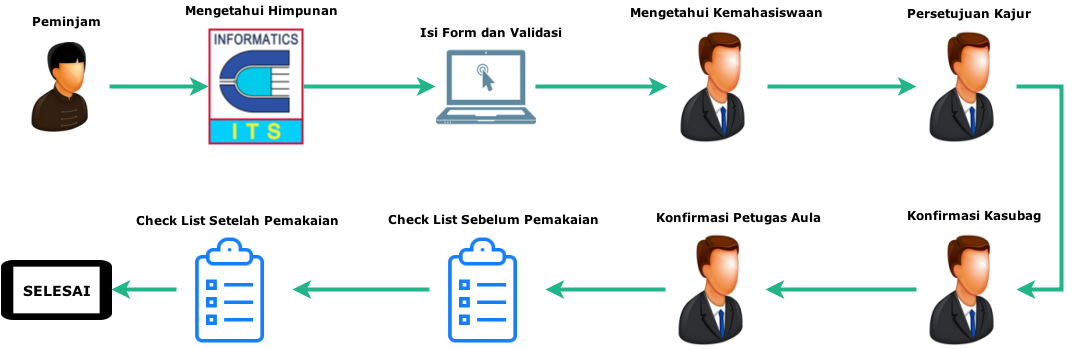 Peminjam
Mengetahui Himpunan
INFORMATICS
ITS
Isi Form dan Validasi
Mengetahui Kemahasiswaan
Persetujuan Kajur
Konfirmasi Kasubag
Konfirmasi Petugas Aula
Check List Sebelum Pemakaian
Check List Setelah Pemakaian
SELESAI